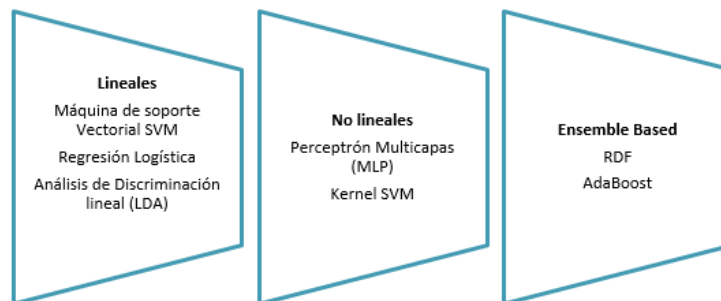 Lineales
Máquina de soporte
Vectorial SVM
Regresión Logística
Análisis de Discriminación
lineal (LDA)
No lineales
Perceptrón Multicapas
(MLP)
Kernel SVM
Ensemble Based
RDF
AdaBoost